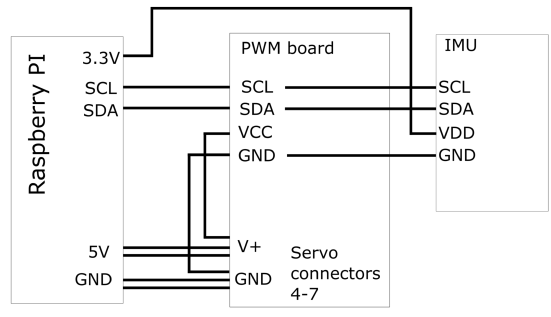 Raspberry PI
3.3V
SCL
SDA
5V
GND
PWM board
SCL
SDA
VCC
GND
V+
GND
Servo
connectors
4-7
IMU
SCL
SDA
VDD
GND